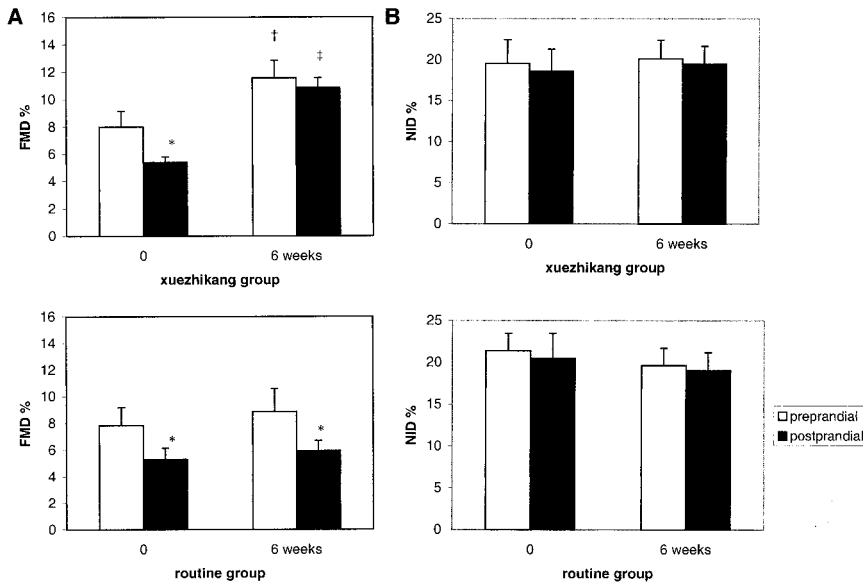 A
16
14
12
10
8
6
4
2
0
FMD %
†
‡
*
0
6 weeks
xuezhikang group
B
25
20
15
10
5
0
NID %
0
6 weeks
xuezhikang group
16
14
12
10
8
6
4
2
0
FMD %
*
*
0
6 weeks
routine group
25
20
15
10
5
0
NID %
0
6 weeks
routine group
preprandial
postprandial